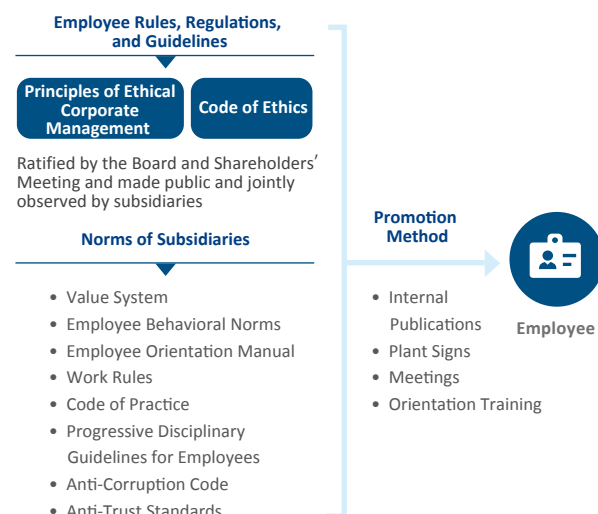 Employee Rules, Regulations,
and Guidelines
Principles of Ethical
Corporate
Management
Code of Ethics
Ratified by the Board and Shareholders’
Meeting and made public and jointly
observed by subsidiaries
Norms of Subsidiaries
• Value System
• Employee Behavioral Norms
• Employee Orientation Manual
• Work Rules
• Code of Practice
• Progressive Disciplinary
Guidelines for Employees
• Anti-Corruption Code
• Anti-Trust Standards
Promotion
Method
• Internal
Publications
• Plant Signs
• Meetings
• Orientation Training
Employee